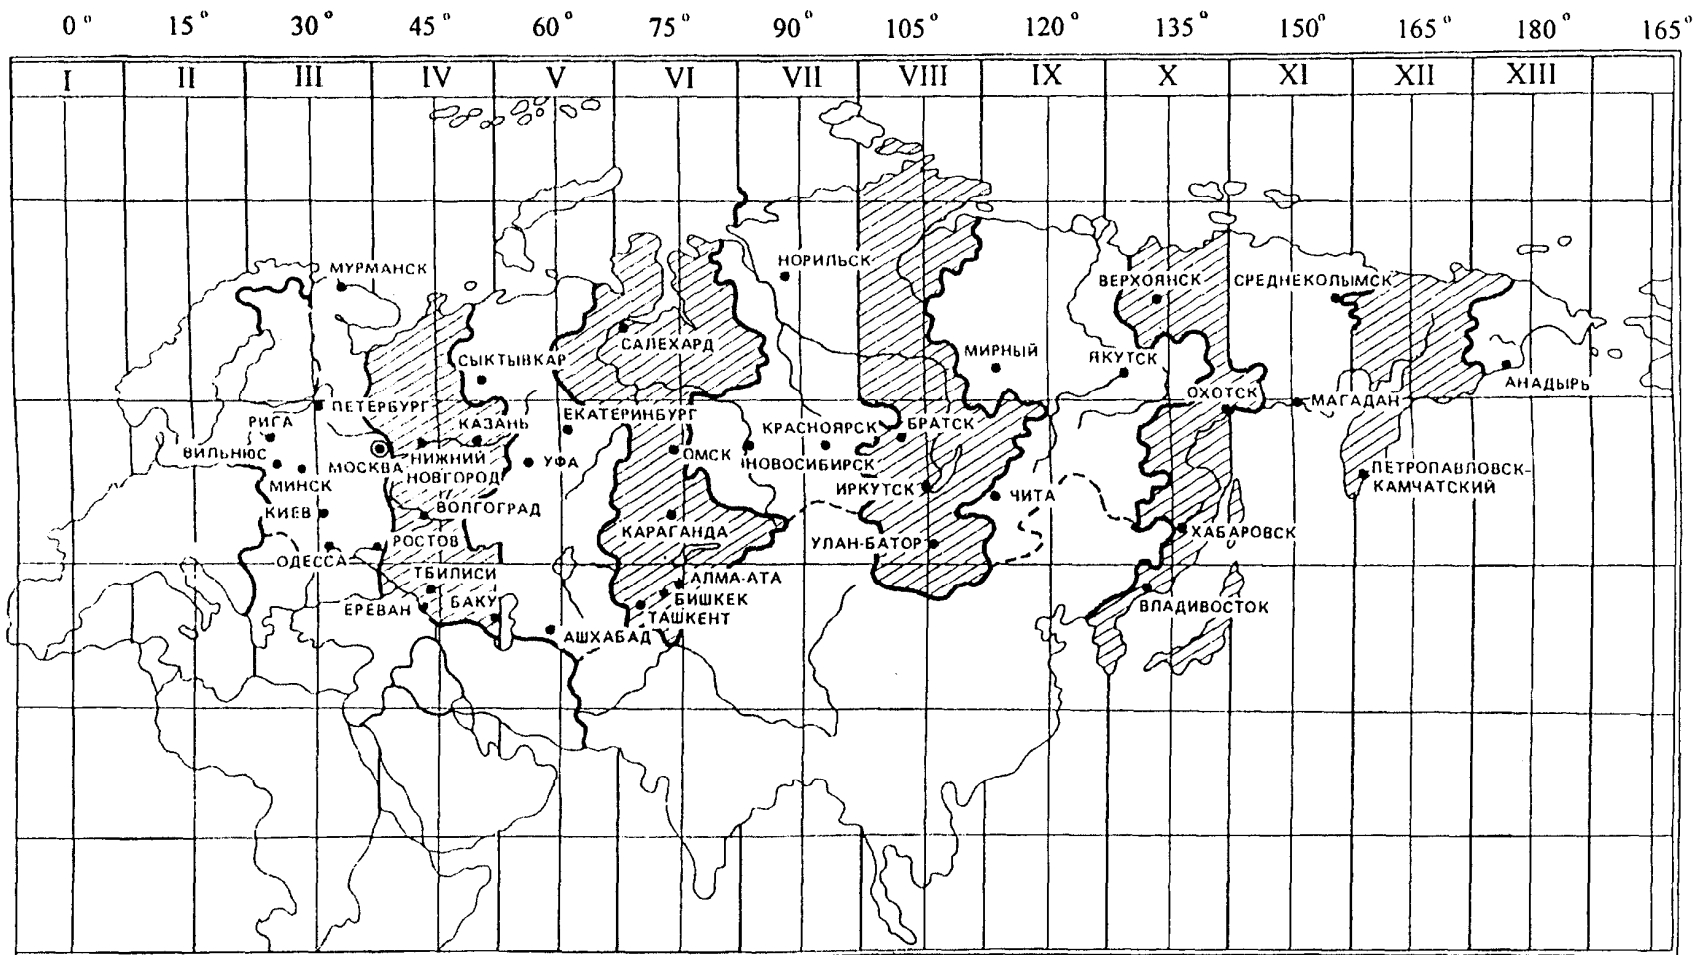 0° 15° 30° 45° 60° 75° 90° 105° 120° 135° 150° 165° 180° 165°
I II III IV V VI VII VIII IX X XI XII XIII
НОРИЛЬСК
МУРМАНСК
ВЕРХОЯНСК СРЕДНЕКОЛЫМСК
САЛЕХАРД
СЫКТЫВКАР
МИРНЫЙ ЯКУТСК
АНАДЫРЬ
ОХОТСК
МАГАДАН
ПЕТЕРБУРГ
ЕКАТЕРИНБУРГ
РИГА КАЗАНЬ КРАСНОЯРСК БРАТСК
ВИЛЬНЮС
МОСКВА
НИЖНИЙ
НОВГОРОД
УФА
ОМСК
НОВОСИБИРСК
ПЕТРОПАВЛОВСК-
КАМЧАТСКИЙ
МИНСК
ИРКУТСК ЧИТА
КИЕВ ВОЛГОГРАД
КАРАГАНДА
ХАБАРОВСК
РОСТОВ УЛАН-БАТОР
ОДЕССА
ТБИЛИСИ АЛМА-АТА
ЕРЕВАН БАКУ БИШКЕК
ВЛАДИВОСТОК
ТАШКЕНТ
АШХАБАД